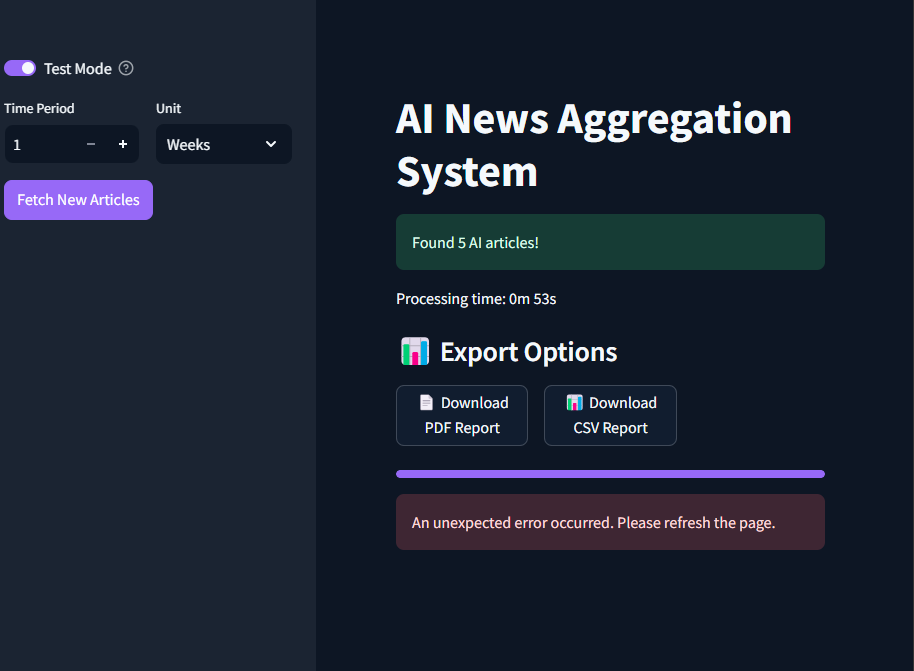 Test Mode
Time Period
Unit
1
Weeks
Fetch New Articles
AI News Aggregation
System
Found 5 AI articles!
Processing time: 0m 53s
Export Options
Download
PDF Report
Download
CSV Report
An unexpected error occurred. Please refresh the page.